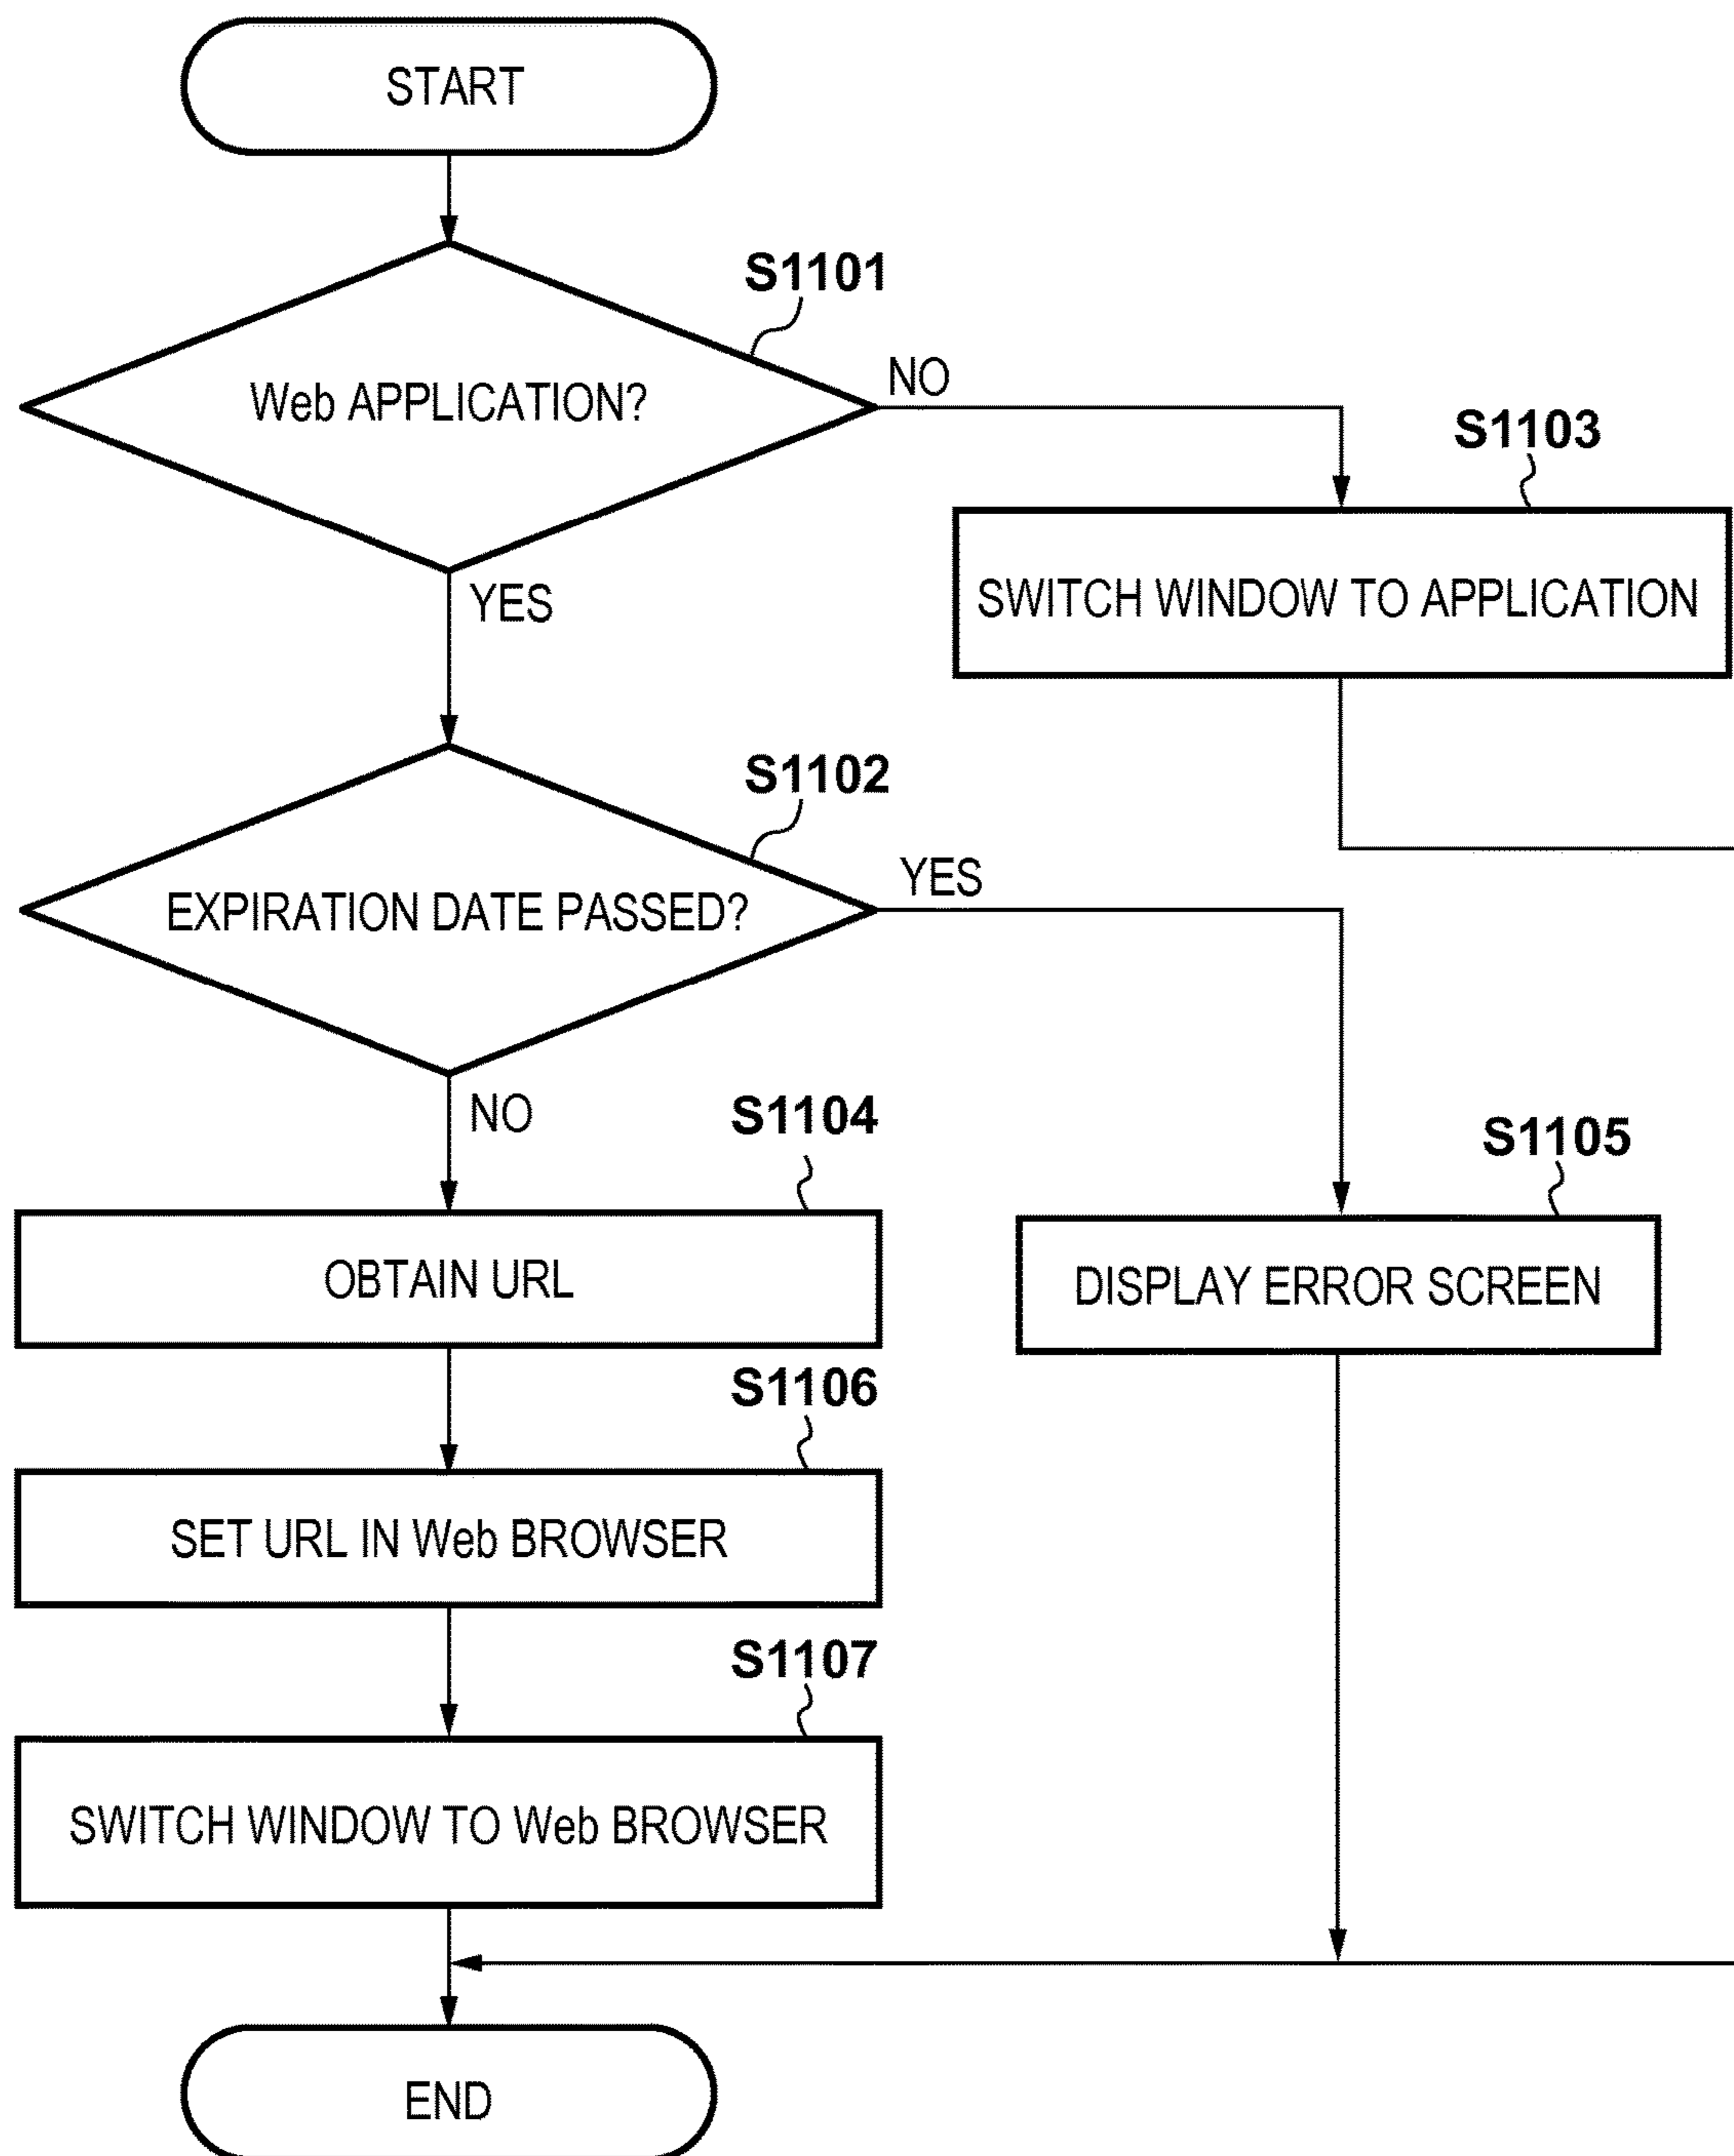 START
S1101
Web APPLICATION?
NO
S1103
SWITCH WINDOW TO APPLICATION
YES
S1102
EXPIRATION DATE PASSED?
YES
NO
S1104
S1105
OBTAIN URL
DISPLAY ERROR SCREEN
S1106
SET URL IN Web BROWSER
S1107
SWITCH WINDOW TO Web BROWSER
END